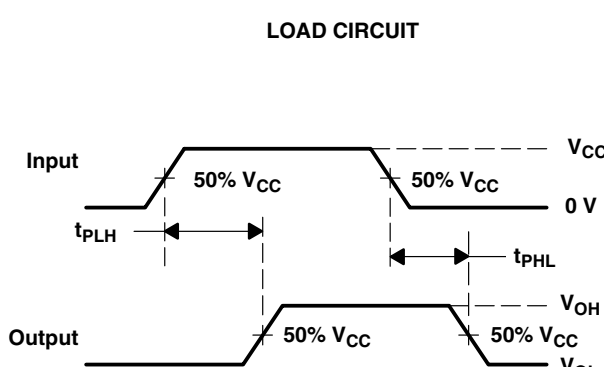 LOAD CIRCUIT
Input
50% VCC
50% VCC
VCC
0 V
tPLH
tPHL
Output
50% VCC
50% VCC
VOH